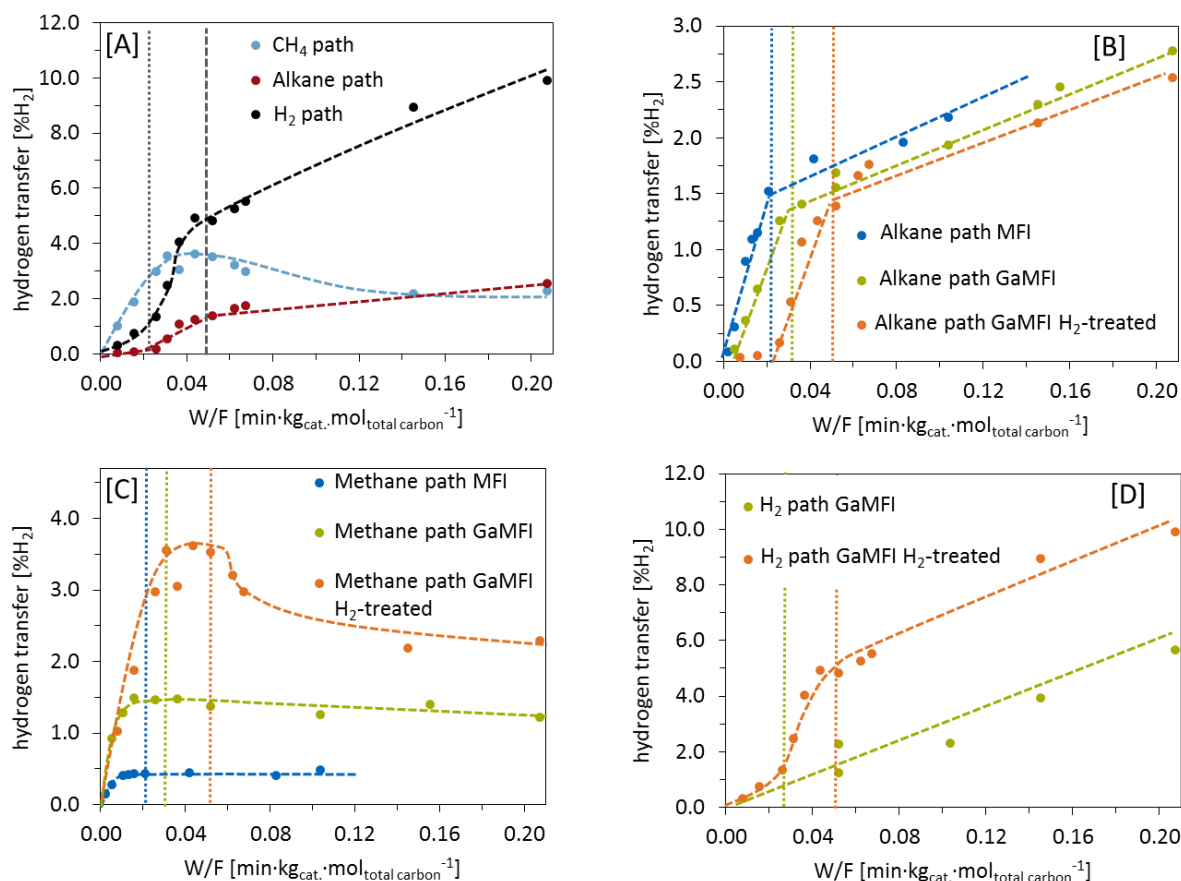 [A]
CH₄ path
Alkane path
H₂ path
hydrogen transfer [%H₂]
12.0
10.0
8.0
6.0
4.0
2.0
0.0
0.00 0.04 0.08 0.12 0.16 0.20
W/F [min·kg_cat.·mol_total carbon⁻¹]
[B]
hydrogen transfer [%H₂]
3.0
2.5
2.0
1.5
1.0
0.5
0.0
Alkane path MFI
Alkane path GaMFI
Alkane path GaMFI H₂-treated
0.00 0.04 0.08 0.12 0.16 0.20
W/F [min·kg_cat.·mol_total carbon⁻¹]
[C]
Methane path MFI
Methane path GaMFI
Methane path GaMFI
H₂-treated
hydrogen transfer [%H₂]
4.0
3.0
2.0
1.0
0.0
0.00 0.04 0.08 0.12 0.16 0.20
W/F [min·kg_cat.·mol_total carbon⁻¹]
[D]
H₂ path GaMFI
H₂ path GaMFI H₂-treated
hydrogen transfer [%H₂]
12.0
10.0
8.0
6.0
4.0
2.0
0.0
0.00 0.04 0.08 0.12 0.16 0.20
W/F [min·kg_cat.·mol_total carbon⁻¹]